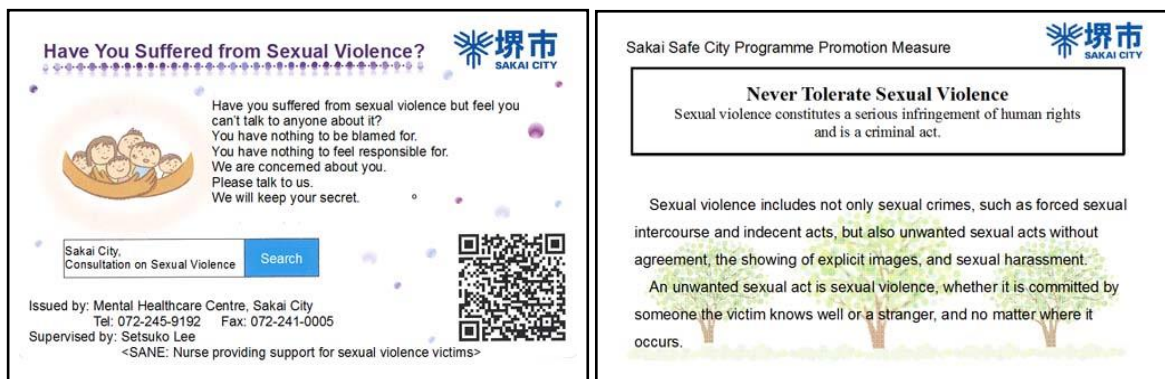 Have You Suffered from Sexual Violence?
堺市
SAKAI CITY
Have you suffered from sexual violence but feel you
can't talk to anyone about it?
You have nothing to be blamed for.
You have nothing to feel responsible for.
We are concerned about you.
Please talk to us.
We will keep your secret.
Sakai City,
Consultation on Sexual Violence
Search
Issued by: Mental Healthcare Centre, Sakai City
Tel: 072-245-9192 Fax: 072-241-0005
Supervised by: Setsuko Lee
<SANE: Nurse providing support for sexual violence victims>
Sakai Safe City Programme Promotion Measure
堺市
SAKAI CITY
Never Tolerate Sexual Violence
Sexual violence constitutes a serious infringement of human rights
and is a criminal act.
Sexual violence includes not only sexual crimes, such as forced sexual
intercourse and indecent acts, but also unwanted sexual acts without
agreement, the showing of explicit images, and sexual harassment.
An unwanted sexual act is sexual violence, whether it is committed by
someone the victim knows well or a stranger, and no matter where it
occurs.